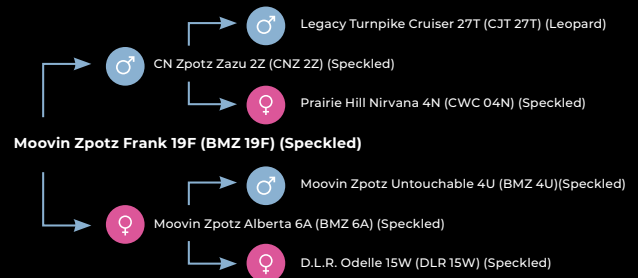 Legacy Turnpike Cruiser 27T (CJT 27T) (Leopard)
CN Zpotz Zazu 2Z (CNZ 2Z) (Speckled)
Prairie Hill Nirvana 4N (CWC 04N) (Speckled)
Moovin Zpotz Frank 19F (BMZ 19F) (Speckled)
Moovin Zpotz Untouchable 4U (BMZ 4U)(Speckled)
Moovin Zpotz Alberta 6A (BMZ 6A) (Speckled)
D.L.R. Odelle 15W (DLR 15W) (Speckled)